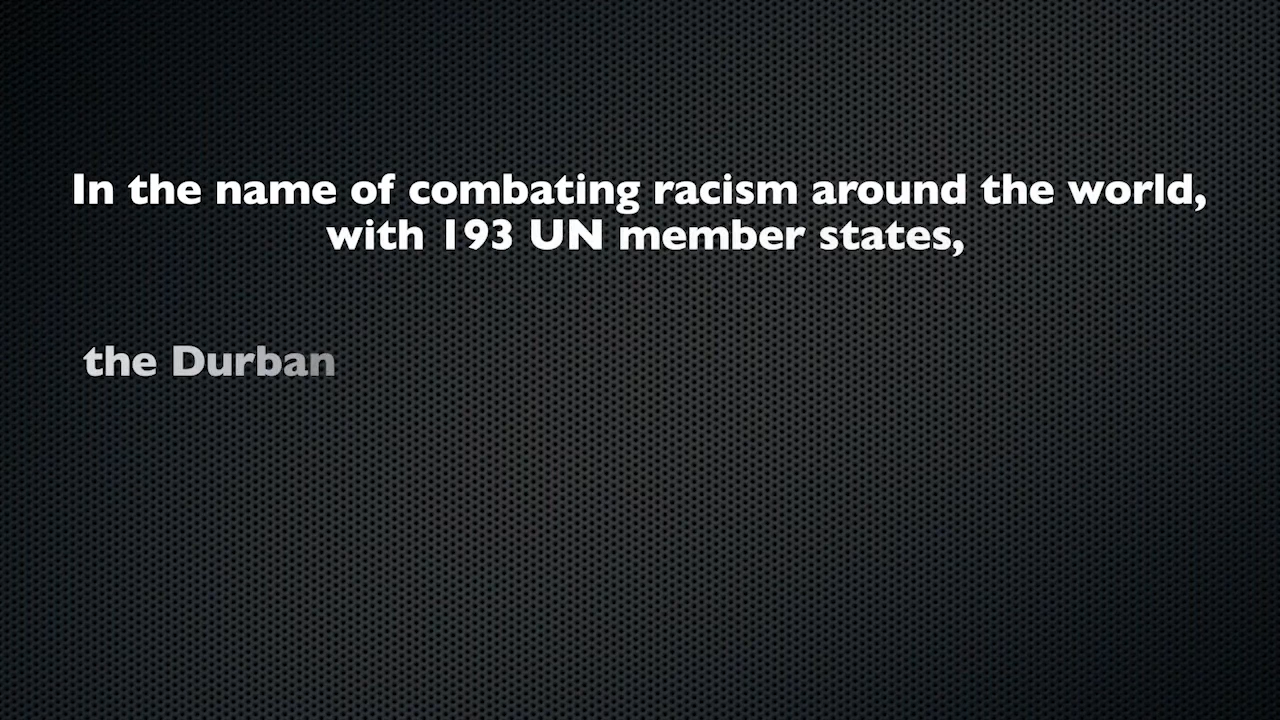 In the name of combating racism around the world,
with 193 UN member states,
the Durban